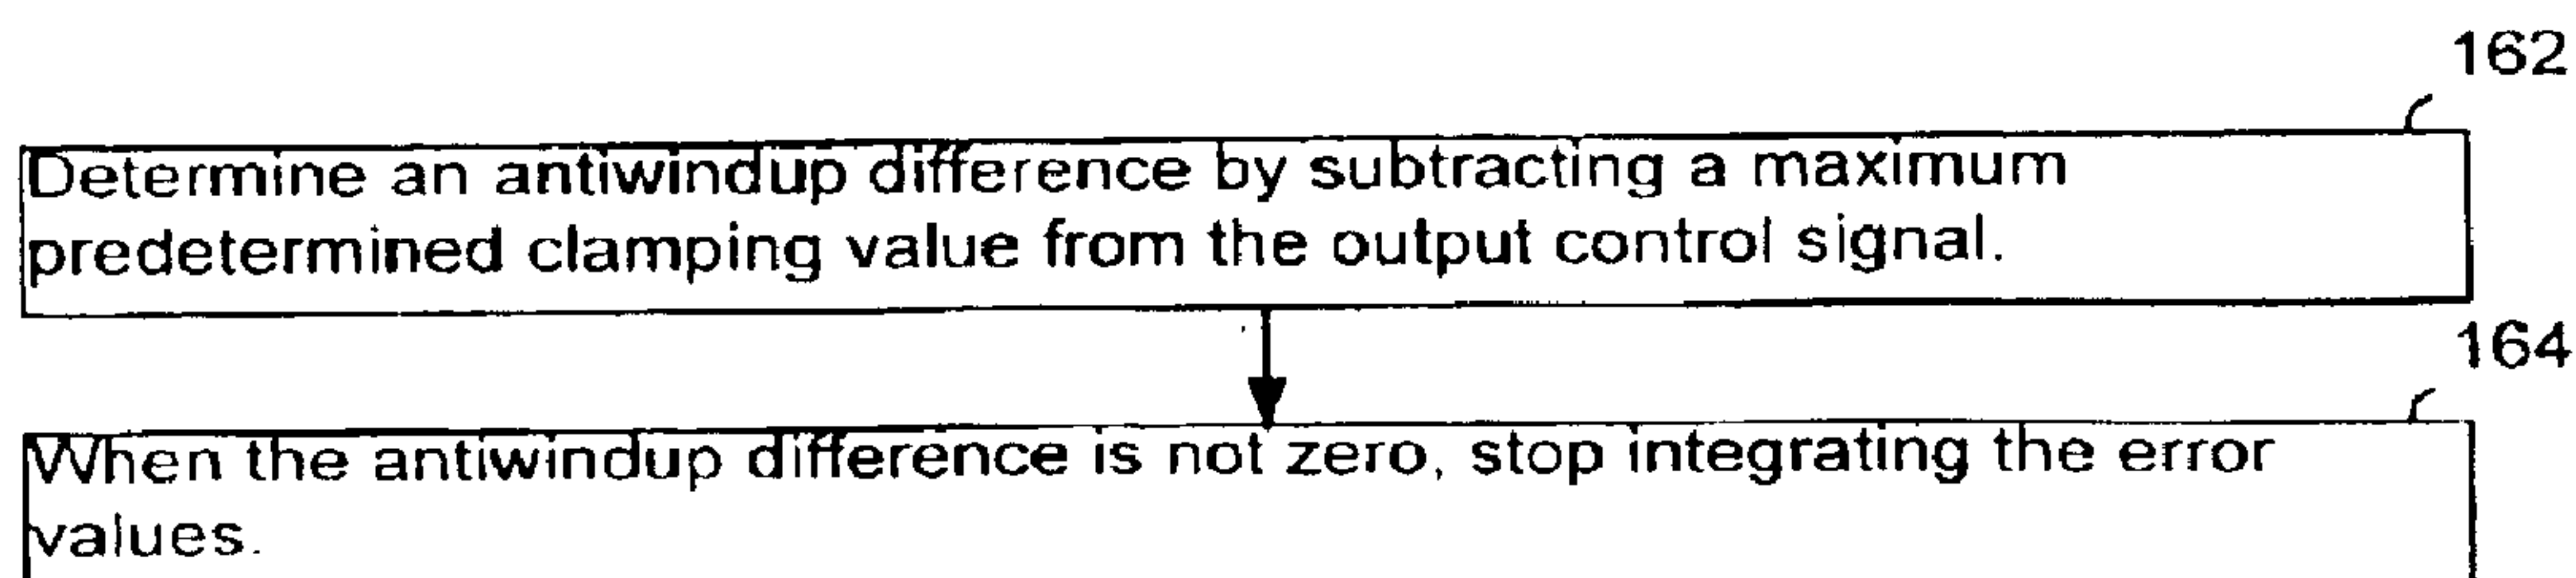 162
Determine an antiwindup difference by subtracting a maximum
predetermined clamping value from the output control signal.
164
When the antiwindup difference is not zero, stop integrating the error
values.